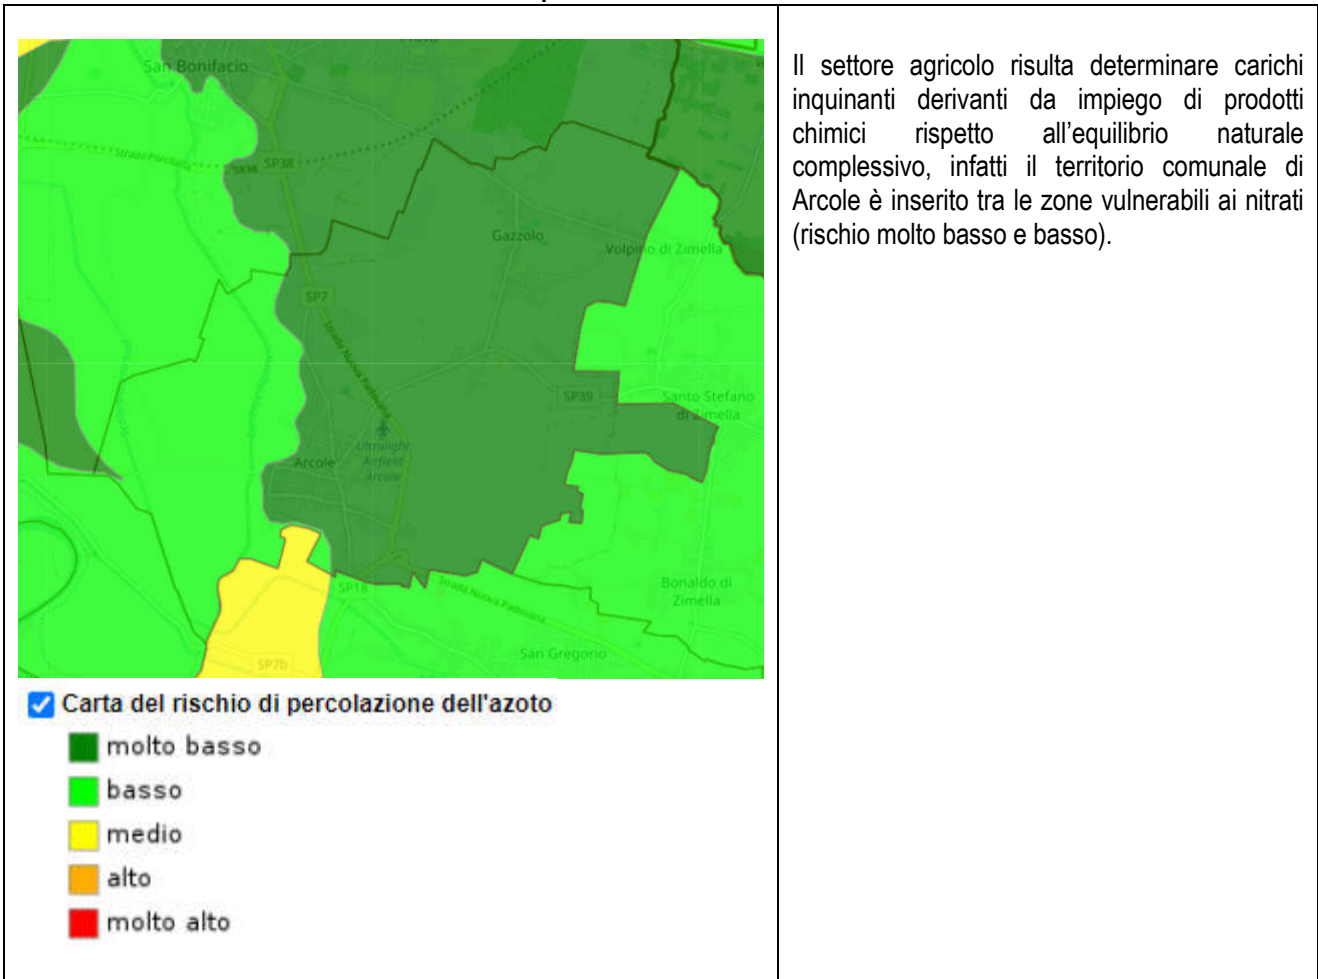 San Bonifacio
Strada Porcilana
SR38
SP38
Gazzolo
Volpino di Zimella
SP7
Strada Nuova Padovana
SP39
Santo Stefano
di Zimella
Ultralight
Airfield
Arcole
Arcole
SP18
Strada Nuova Padovana
Bonaldo di
Zimella
San Gregorio
SP7b
Carta del rischio di percolazione dell'azoto
molto basso
basso
medio
alto
molto alto
Il settore agricolo risulta determinare carichi
inquinanti derivanti da impiego di prodotti
chimici rispetto all’equilibrio naturale
complessivo, infatti il territorio comunale di
Arcole è inserito tra le zone vulnerabili ai nitrati
(rischio molto basso e basso).